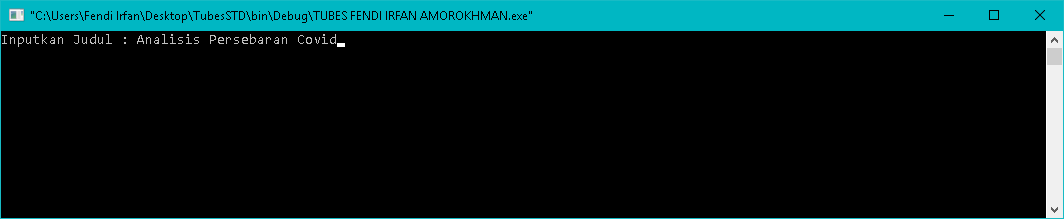 "C:\Users\Fendi Irfan\Desktop\TubesSTD\bin\Debug\TUBES FENDI IRFAN AMOROKHMAN.exe"
Inputkan Judul : Analisis Persebaran Covid